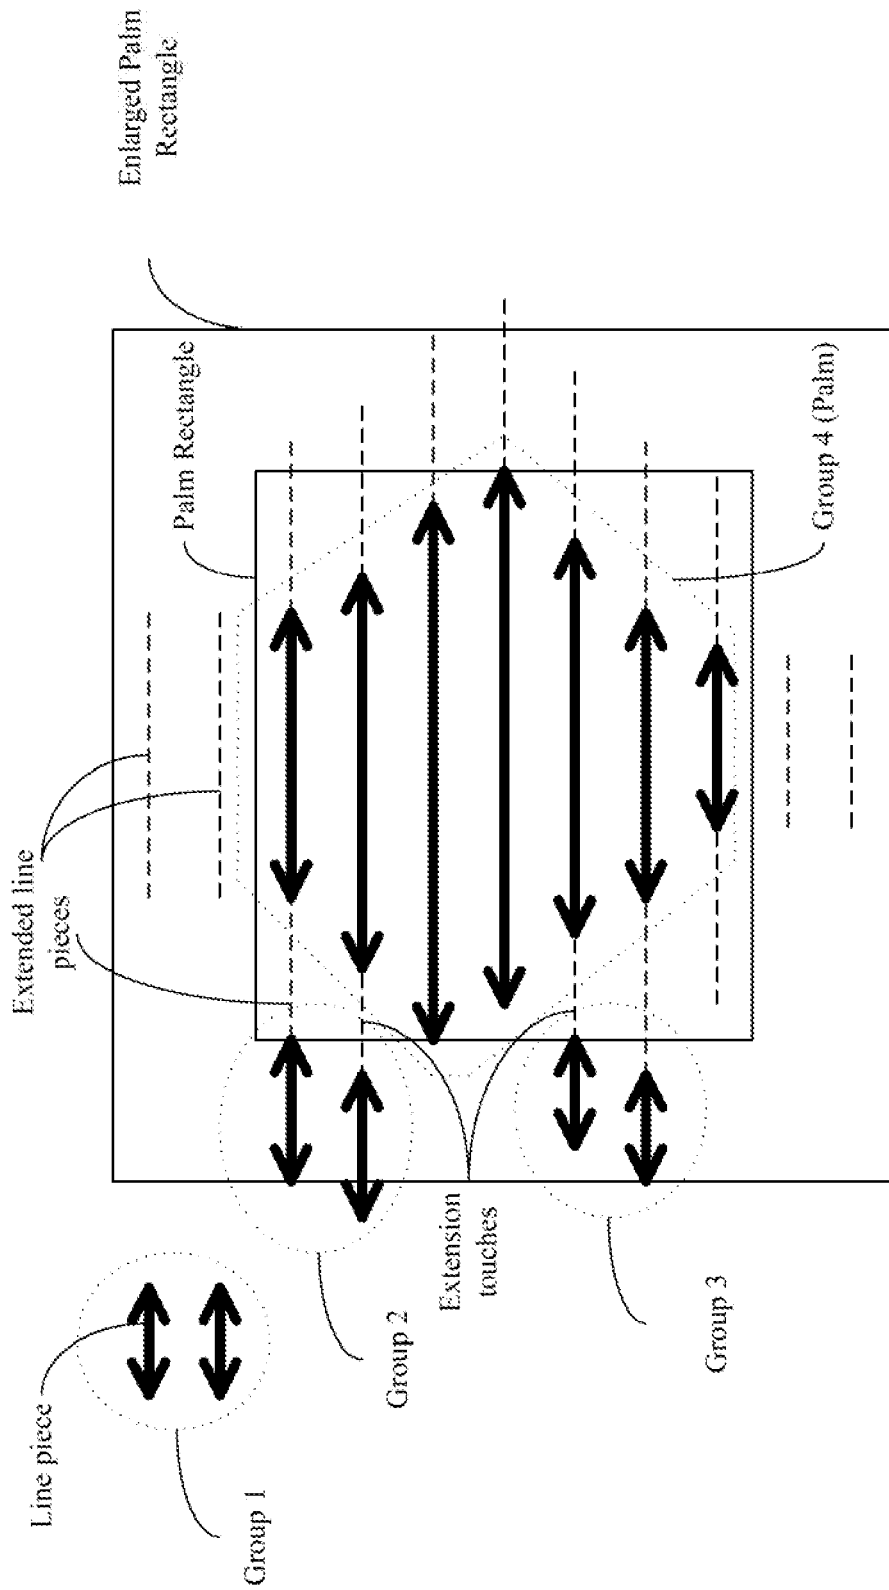 Enlarged Palm
Rectangle
Palm Rectangle
Group 4 (Palm)
Extended line
pieces
Extension
touches
Line piece
Group 1
Group 2
Group 3